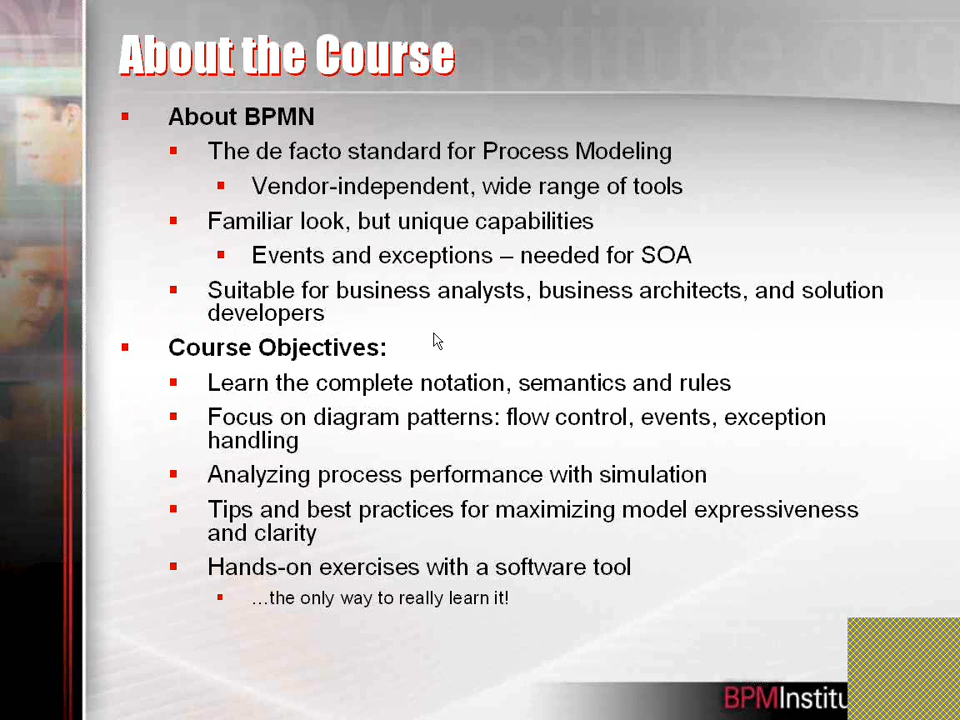 About the Course
About BPMN
The de facto standard for Process Modeling
Vendor-independent, wide range of tools
Familiar look, but unique capabilities
Events and exceptions – needed for SOA
Suitable for business analysts, business architects, and solution
developers
Course Objectives:
Learn the complete notation, semantics and rules
Focus on diagram patterns: flow control, events, exception
handling
Analyzing process performance with simulation
Tips and best practices for maximizing model expressiveness
and clarity
Hands-on exercises with a software tool
…the only way to really learn it!